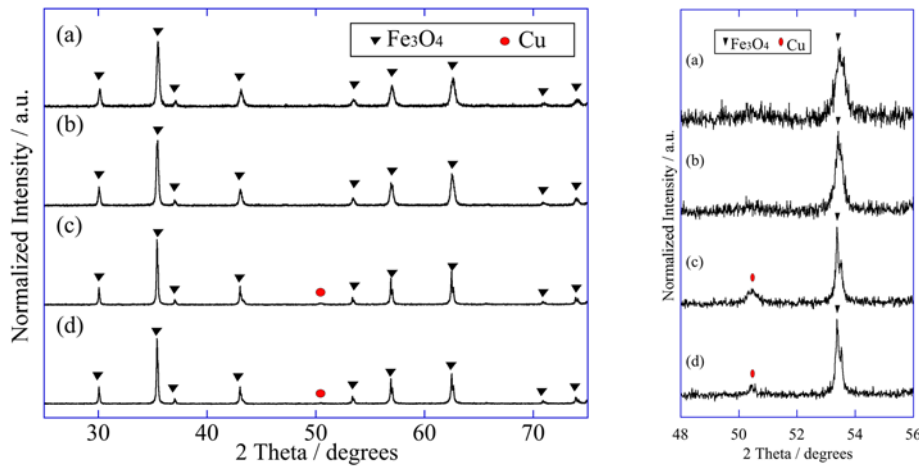 (a)
Fe₃O₄
Cu
(b)
(c)
(d)
Normalized Intensity / a.u.
30 40 50 60 70
2 Theta / degrees
Fe₃O₄ Cu
(a)
(b)
(c)
(d)
Normalized Intensity / a.u.
48 50 52 54 56
2 Theta / degrees